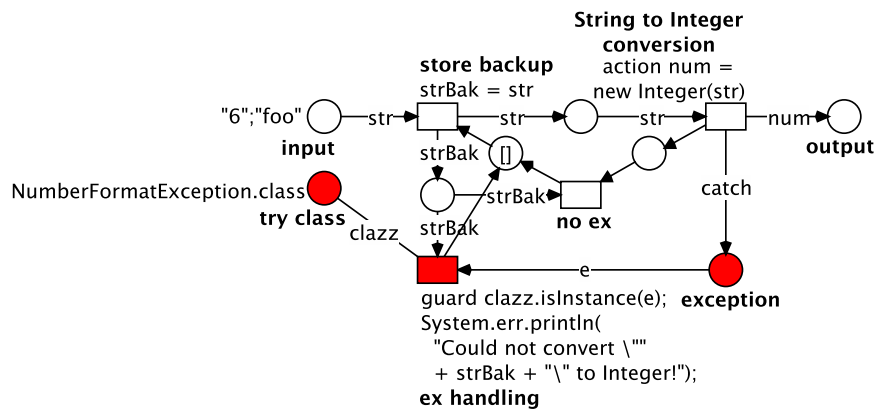 String to Integer
conversion
action num =
new Integer(str)
store backup
strBak = str
"6";"foo"
str
str
str
num
input
output
strBak
[]
catch
NumberFormatException.class
strBak
try class
no ex
clazz
strBak
e
exception
guard clazz.isInstance(e);
System.err.println(
"Could not convert \""
+ strBak + "\" to Integer!");
ex handling